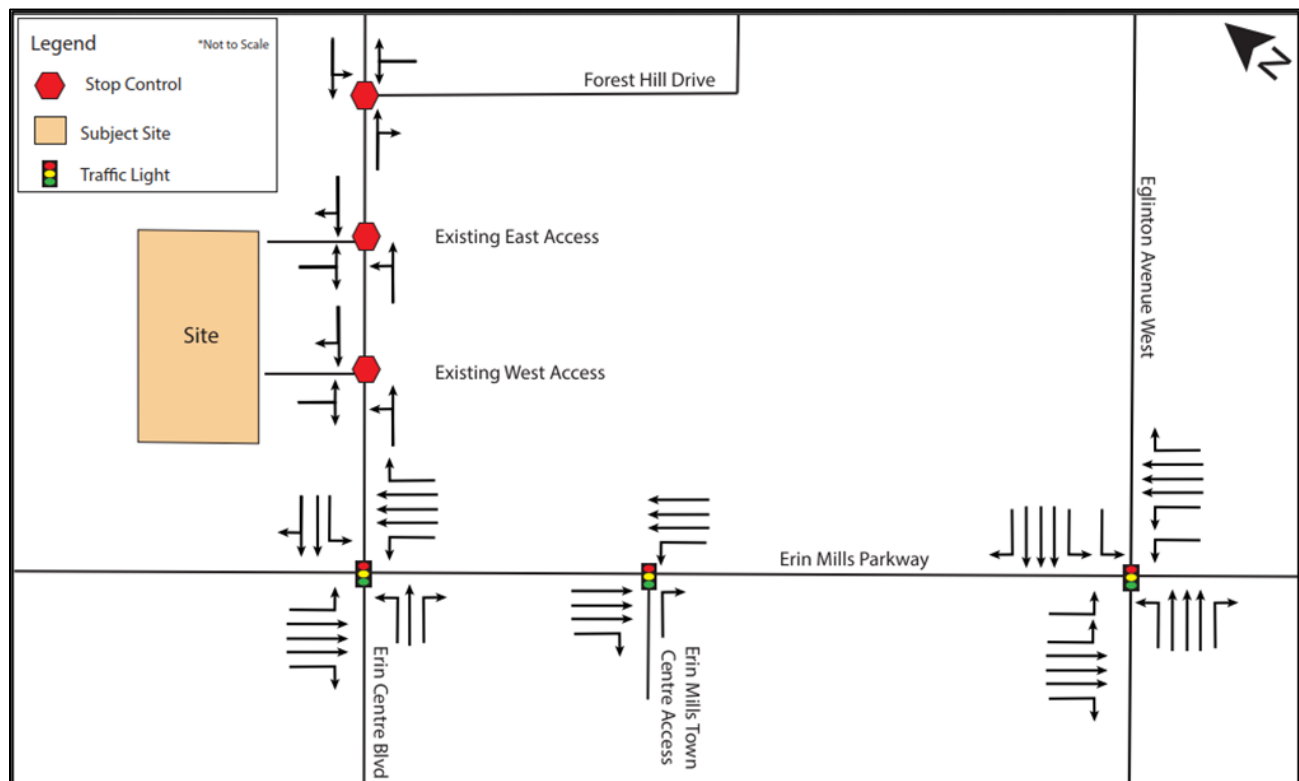 Legend
*Not to Scale
Stop Control
Subject Site
Traffic Light
N
Forest Hill Drive
Existing East Access
Site
Existing West Access
Eglinton Avenue West
Erin Mills Parkway
Erin Centre Blvd
Erin Mills Town
Centre Access